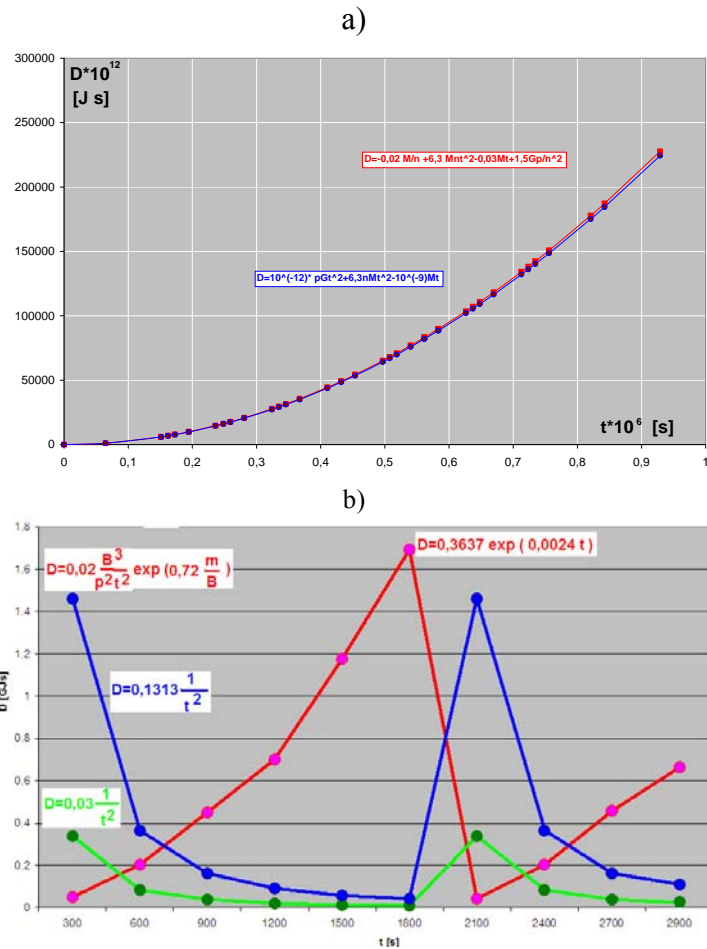 a)
300000
D*10^12
[J s]
250000
D=-0,02 M/n +6,3 Mnt^2-0,03Mt+1,5Gp/n^2
200000
150000
D=10^(-12)* pGt^2+6,3nMt^2-10^(-9)Mt
100000
50000
t*10^6 [s]
0
0 0,1 0,2 0,3 0,4 0,5 0,6 0,7 0,8 0,9 1
b)
1.8
D=0,02 B^3/p^2t^2 exp (0,72 m/B )
D=0,3637 exp ( 0,0024 t )
1.6
1.4
1.2
D=0,1313 1/t^2
1
D [GJs]
0.8
0.6
D=0,03 1/t^2
0.4
0.2
0
300 600 900 1200 1500 1800 2100 2400 2700 2900
t [s]